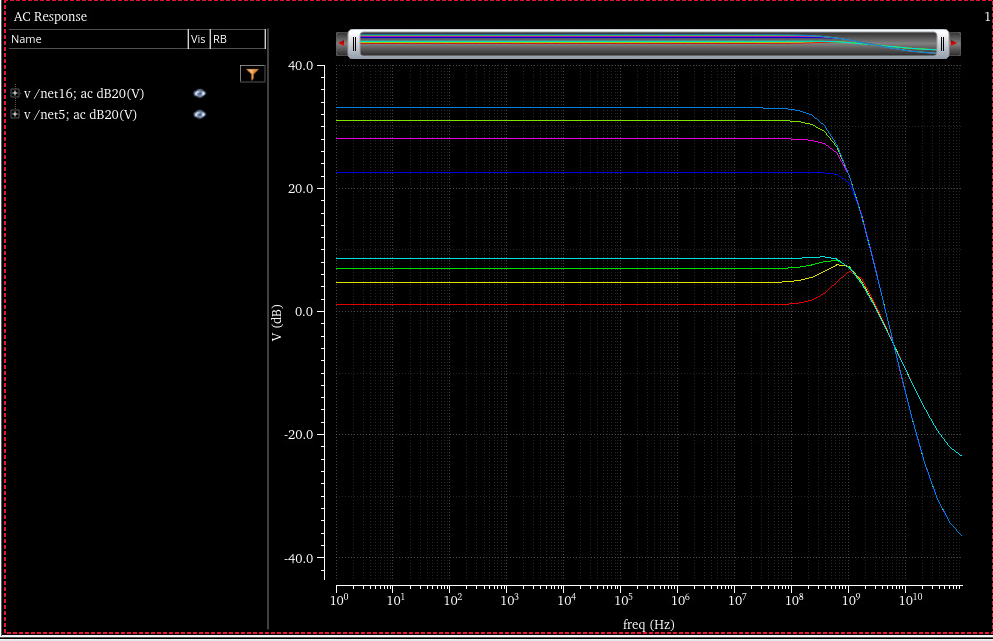 AC Response
1
Name Vis RB
v /net16; ac dB20(V)
v /net5; ac dB20(V)
40.0
20.0
0.0
-20.0
-40.0
V (dB)
10⁰ 10¹ 10² 10³ 10⁴ 10⁵ 10⁶ 10⁷ 10⁸ 10⁹ 10¹⁰
freq (Hz)